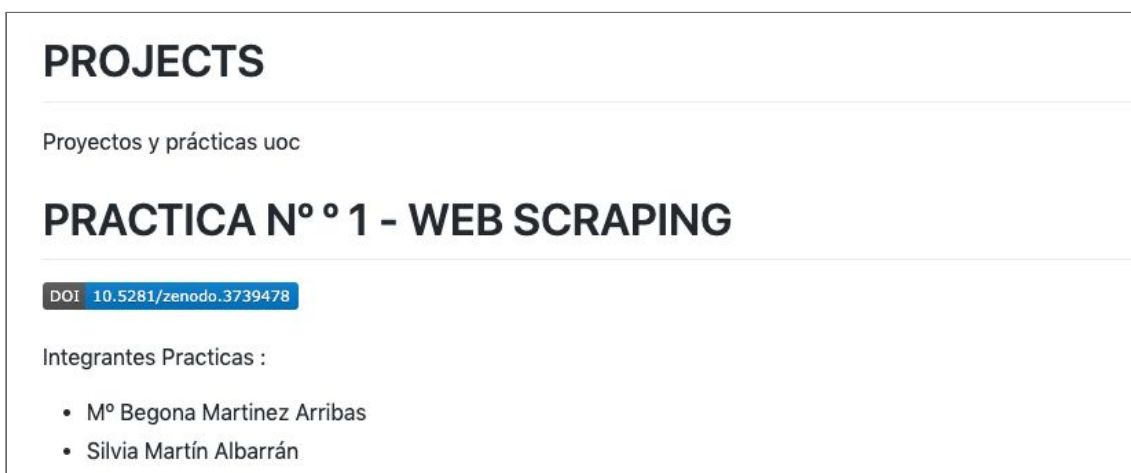 PROJECTS
Proyectos y prácticas uoc
PRACTICA Nº º 1 - WEB SCRAPING
DOI 10.5281/zenodo.3739478
Integrantes Practicas :
• Mº Begona Martinez Arribas
• Silvia Martín Albarrán